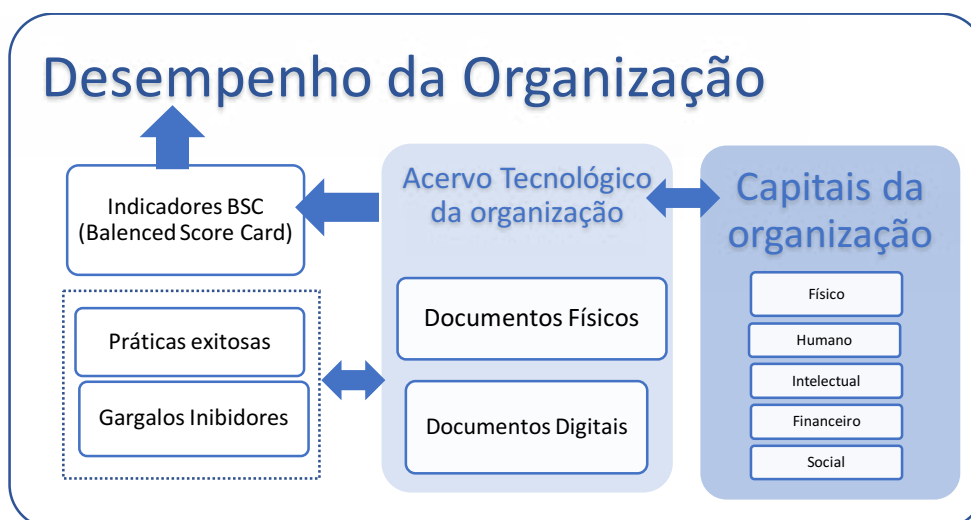 Desempenho da Organização
Indicadores BSC
(Balenced Score Card)
Práticas exitosas
Gargalos Inibidores
Acervo Tecnológico
da organização
Documentos Físicos
Documentos Digitais
Capitais da
organização
Físico
Humano
Intelectual
Financeiro
Social